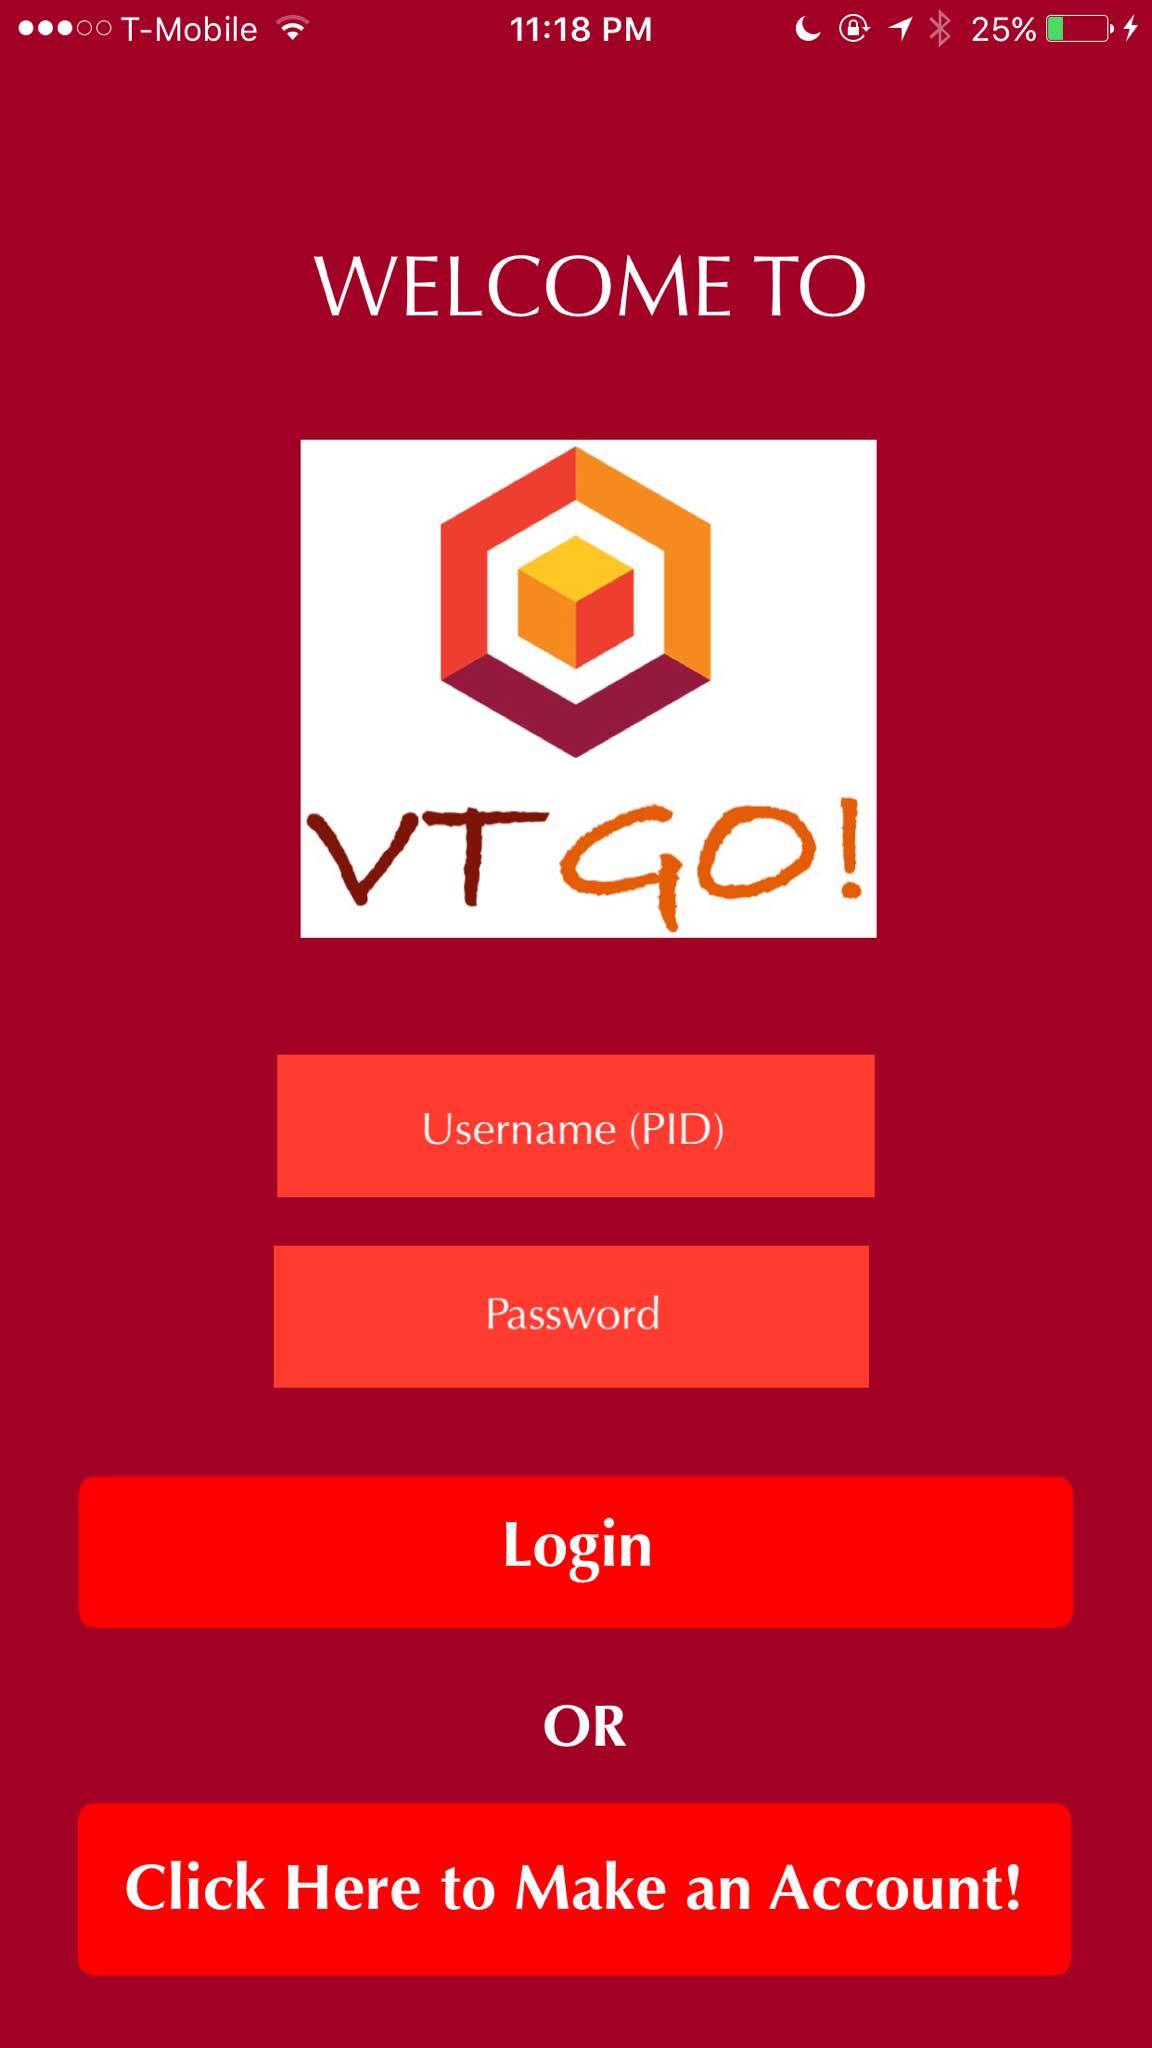 T-Mobile 11:18 PM 25%
WELCOME TO
VTGO!
Username (PID)
Password
Login
OR
Click Here to Make an Account!